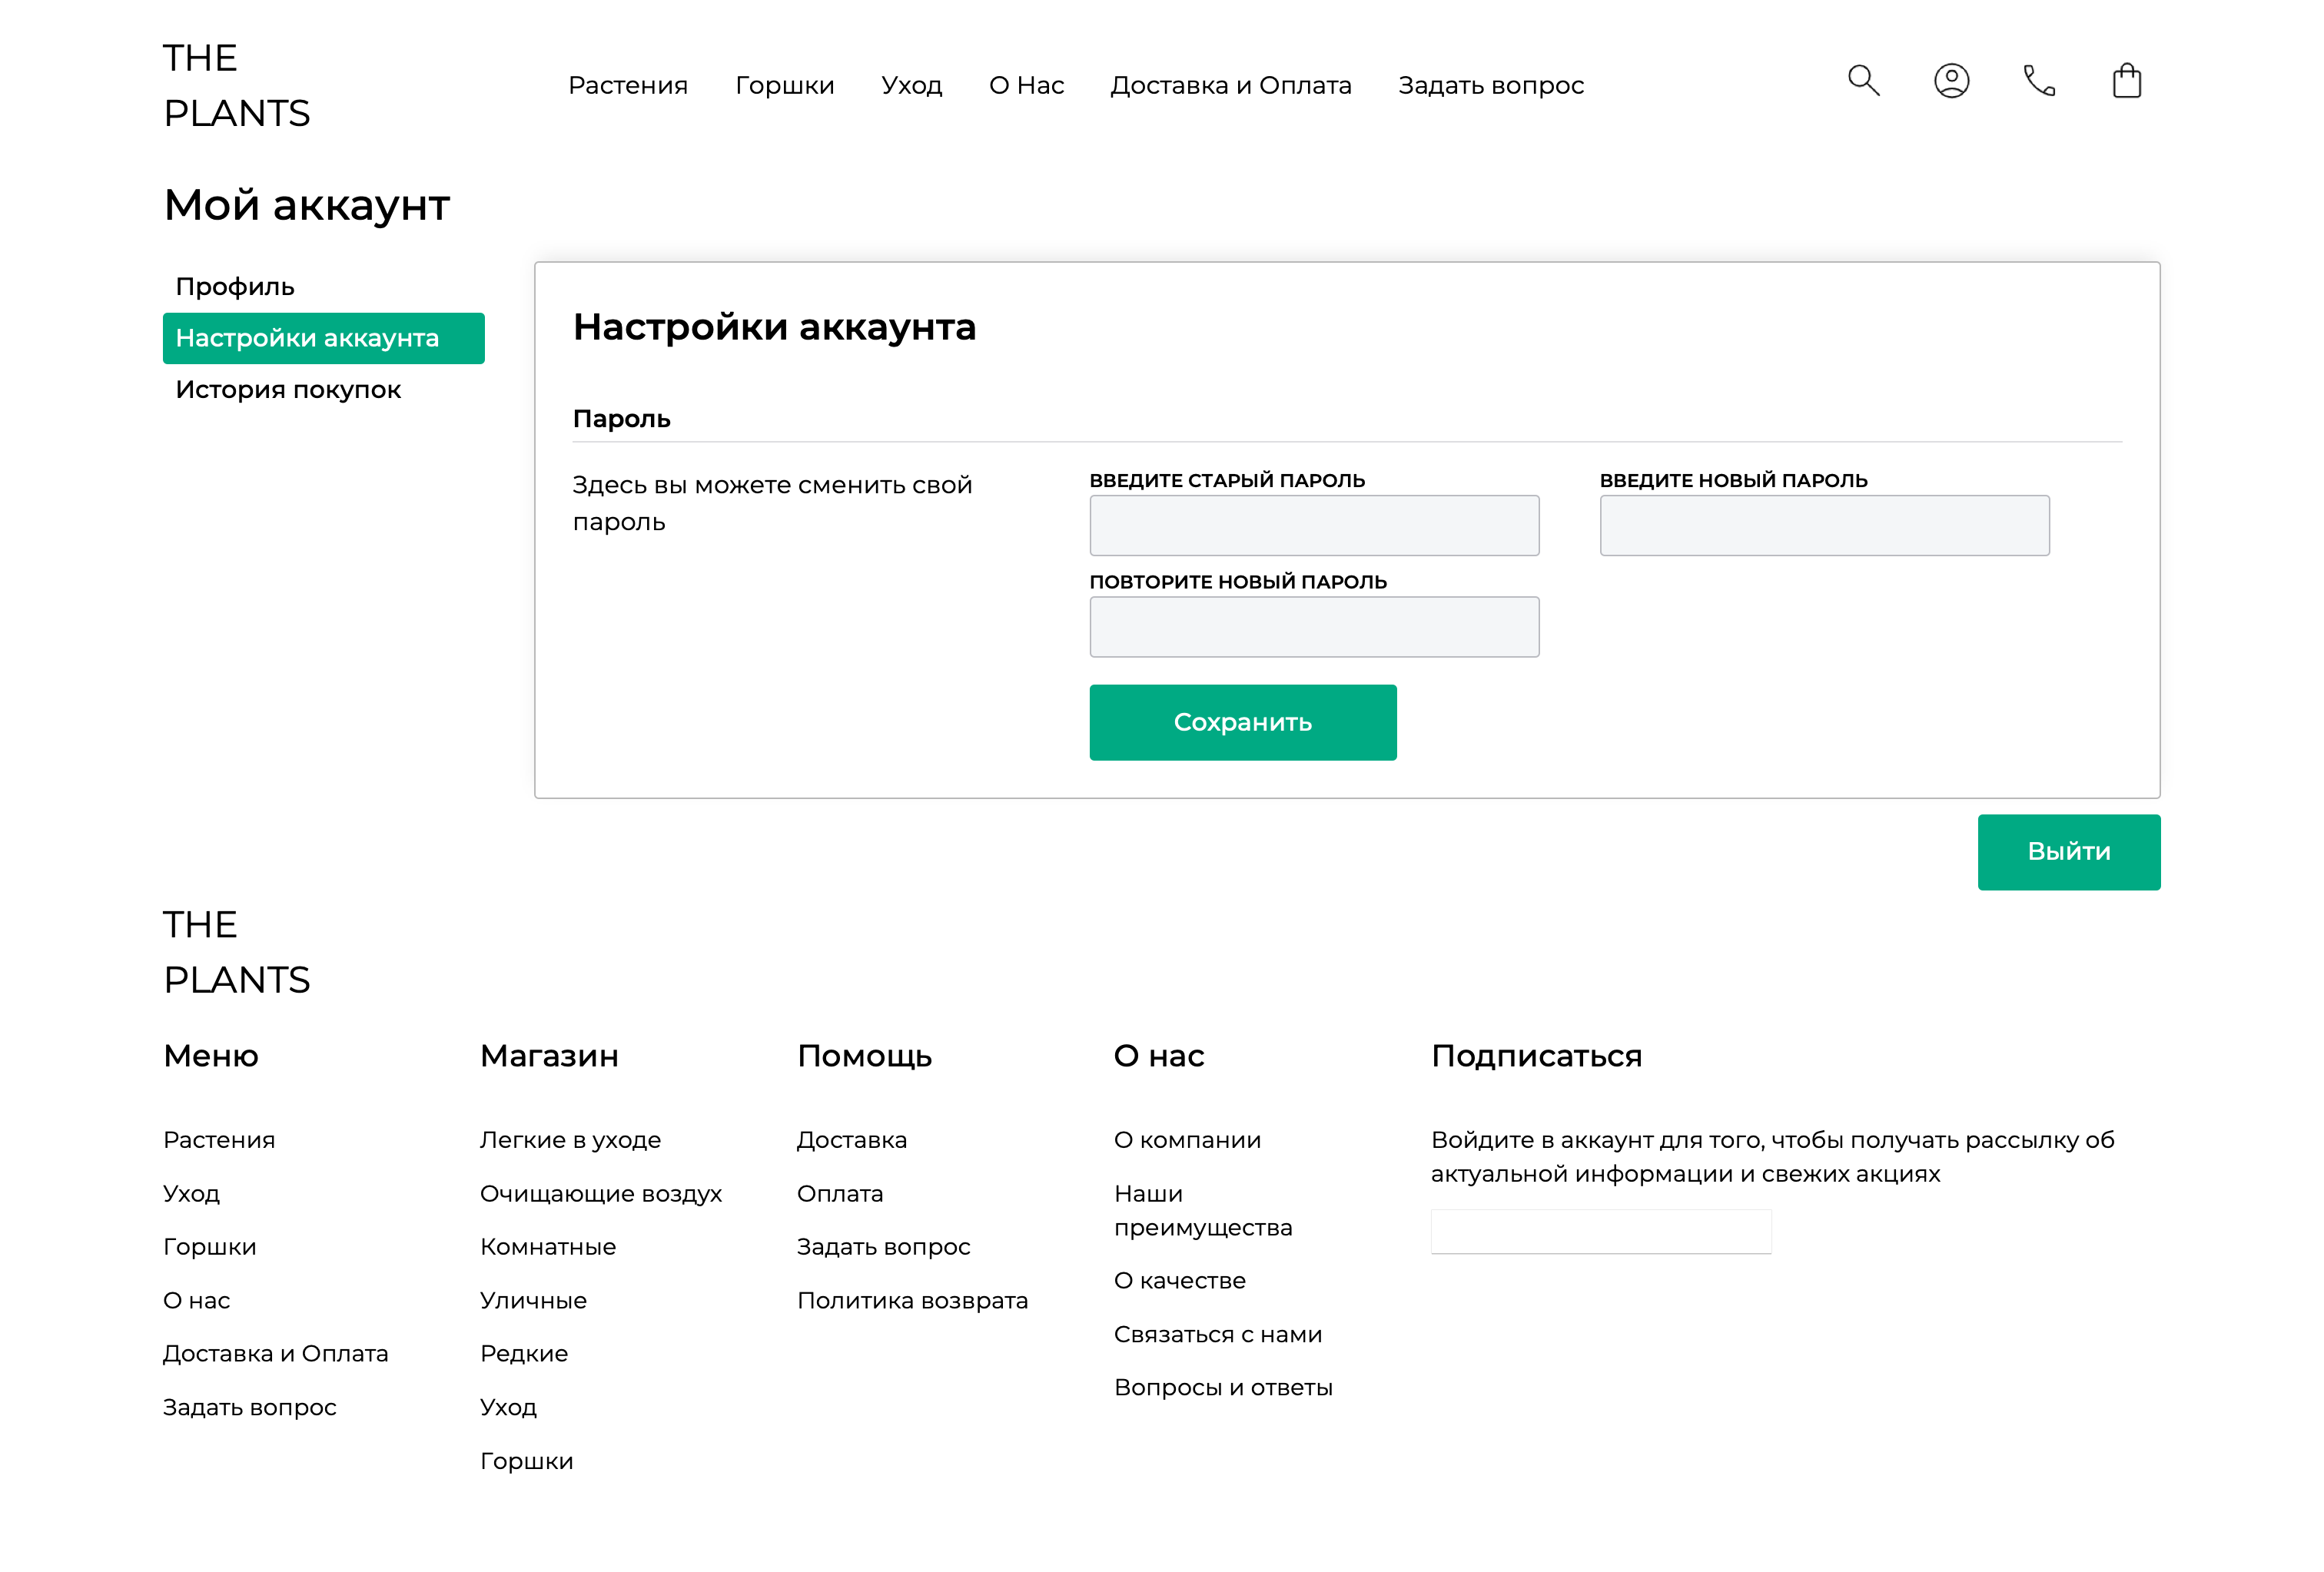 THE
PLANTS
Растения Горшки Уход О Нас Доставка и Оплата Задать вопрос
Мой аккаунт
Профиль
Настройки аккаунта
История покупок
Настройки аккаунта
Пароль
Здесь вы можете сменить свой
пароль
ВВЕДИТЕ СТАРЫЙ ПАРОЛЬ
ВВЕДИТЕ НОВЫЙ ПАРОЛЬ
ПОВТОРИТЕ НОВЫЙ ПАРОЛЬ
Сохранить
Выйти
THE
PLANTS
Меню
Растения
Уход
Горшки
О нас
Доставка и Оплата
Задать вопрос
Магазин
Легкие в уходе
Очищающие воздух
Комнатные
Уличные
Редкие
Уход
Горшки
Помощь
Доставка
Оплата
Задать вопрос
Политика возврата
О нас
О компании
Наши
преимущества
О качестве
Связаться с нами
Вопросы и ответы
Подписаться
Войдите в аккаунт для того, чтобы получать рассылку об
актуальной информации и свежих акциях